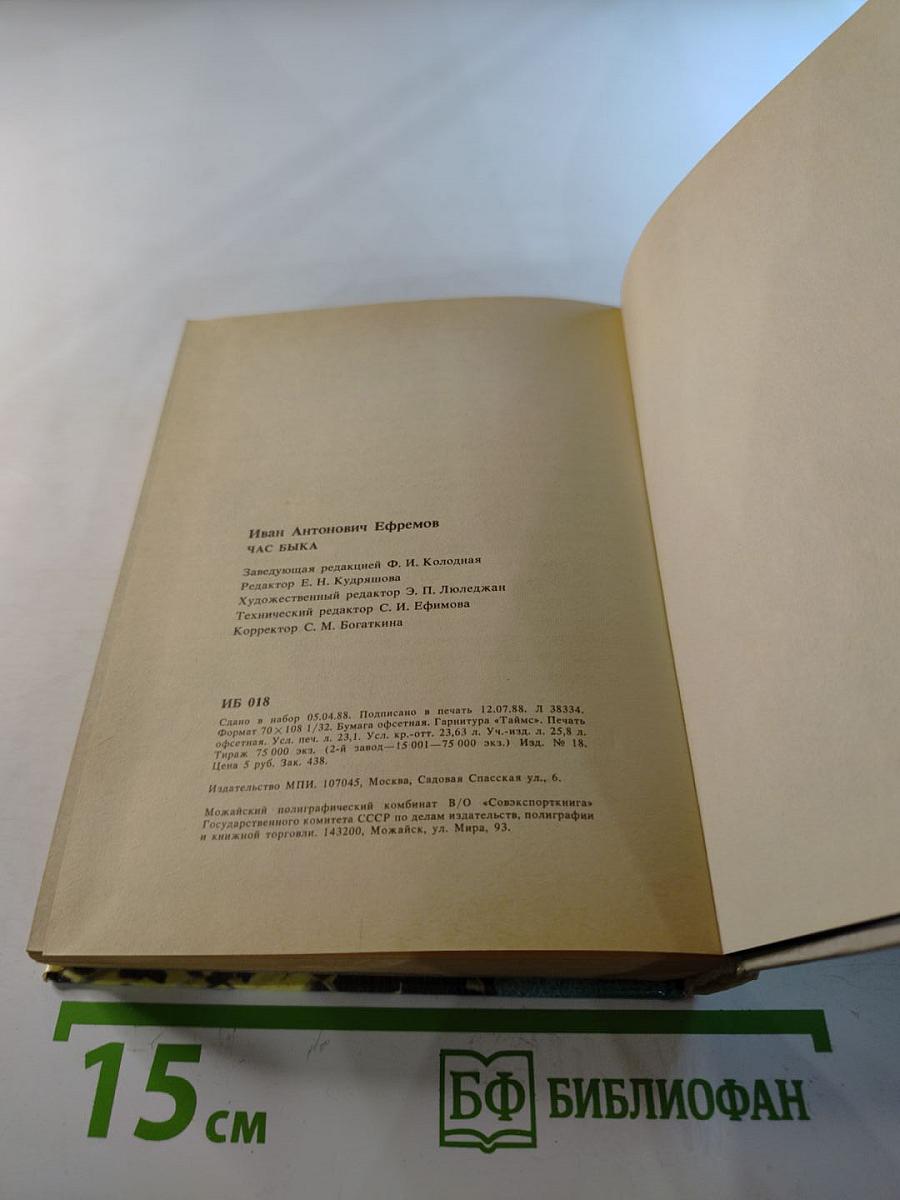 Иван Антонович Ефремов
ЧАС БЫКА
Заведующая редакцией Ф. И. Колодная
Редактор Е. Н. Кудряшова
Художественный редактор Э. П. Люледжан
Технический редактор С. И. Ефимова
Корректор С. М. Богаткина
ИБ 018
Сдано в набор 05.04.88. Подписано в печать 12.07.88. Л 38334.
Формат 70×108 1/32. Бумага офсетная. Гарнитура «Таймс». Печать
офсетная. Усл. печ. л. 23,1. Усл. кр.-отт. 23,63 л. Уч.-изд. л. 25,8 л.
Тираж 75 000 экз. (2-й завод—15 001—75 000 экз.) Изд. № 18.
Цена 5 руб. Зак. 438.
Издательство МПИ. 107045, Москва, Садовая Спасская ул., 6.
Можайский полиграфический комбинат В/О «Совэкспорткнига»
Государственного комитета СССР по делам издательств, полиграфии
и книжной торговли. 143200, Можайск, ул. Мира, 93.
15 см
БФ БИБЛИОФАН